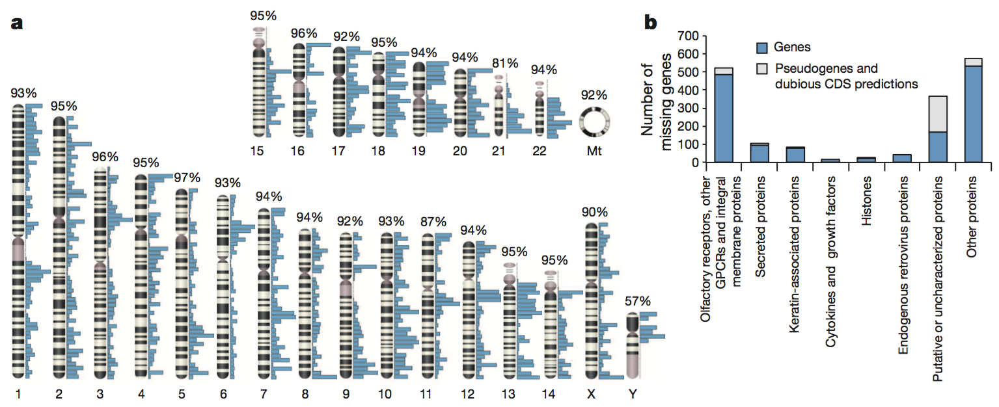 a
95%
96%
92%
95%
94%
94%
81%
94%
92%
15
16
17
18
19
20
21
22
Mt
93%
95%
96%
95%
97%
93%
94%
94%
92%
93%
87%
94%
95%
95%
90%
57%
1
2
3
4
5
6
7
8
9
10
11
12
13
14
X
Y
b
Number of
missing genes
700
600
500
400
300
200
100
0
Genes
Pseudogenes and
dubious CDS predictions
Olfactory receptors, other
GPCRs and integral
membrane proteins
Secreted proteins
Keratin-associated proteins
Cytokines and growth factors
Histones
Endogenous retrovirus proteins
Putative or uncharacterized proteins
Other proteins